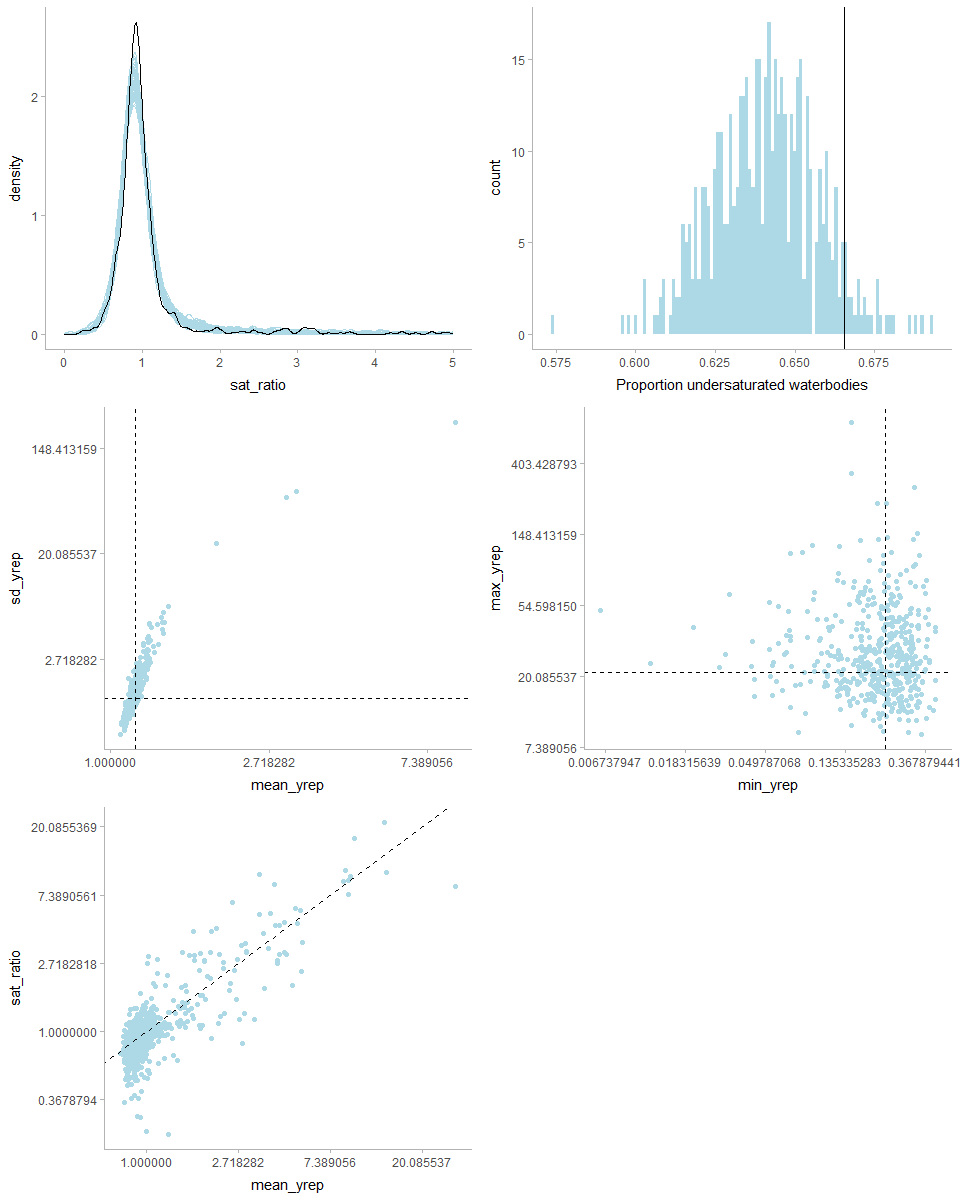 density
2
1
0
0 1 2 3 4 5
sat_ratio
count
15
10
5
0
0.575 0.600 0.625 0.650 0.675
Proportion undersaturated waterbodies
sd_yrep
148.413159
20.085537
2.718282
1.000000 2.718282 7.389056
mean_yrep
max_yrep
403.428793
148.413159
54.598150
20.085537
7.389056
0.006737947 0.018315639 0.049787068 0.135335283 0.367879441
min_yrep
sat_ratio
20.0855369
7.3890561
2.7182818
1.0000000
0.3678794
1.000000 2.718282 7.389056 20.085537
mean_yrep